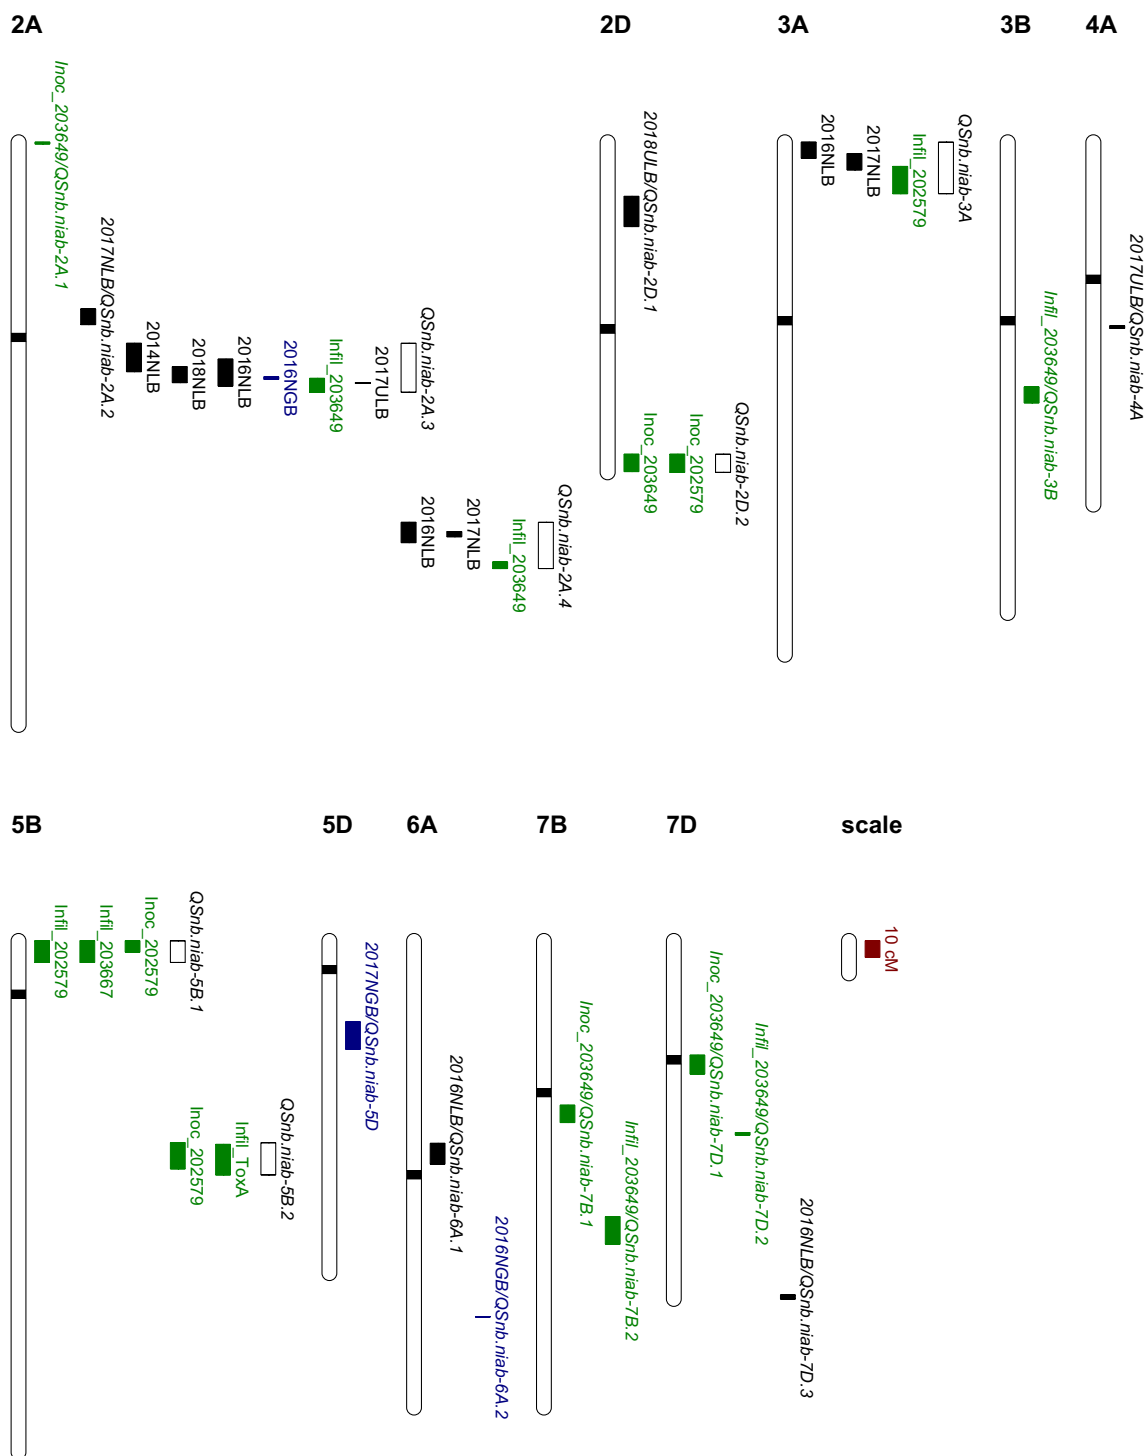 2A
2D
3A
3B
4A
Inoc_203649/QSnb.niab-2A.1
2017NLB/QSnb.niab-2A.2
2014NLB
2018NLB
2016NLB
2016NGB
Infil_203649
2017ULB
QSnb.niab-2A.3
2016NLB
2017NLB
Infil_203649
QSnb.niab-2A.4
2018ULB/QSnb.niab-2D.1
Inoc_203649
Inoc_202579
QSnb.niab-2D.2
2016NLB
2017NLB
Infil_202579
QSnb.niab-3A
Infil_203649/QSnb.niab-3B
2017ULB/QSnb.niab-4A
5B
5D
6A
7B
7D
scale
Infil_202579
Infil_203667
Inoc_202579
QSnb.niab-5B.1
Inoc_202579
Infil_ToxA
QSnb.niab-5B.2
2017NGB/QSnb.niab-5D
2016NLB/QSnb.niab-6A.1
2016NGB/QSnb.niab-6A.2
Inoc_203649/QSnb.niab-7B.1
Infil_203649/QSnb.niab-7B.2
Inoc_203649/QSnb.niab-7D.1
Infil_203649/QSnb.niab-7D.2
2016NLB/QSnb.niab-7D.3
10 cM